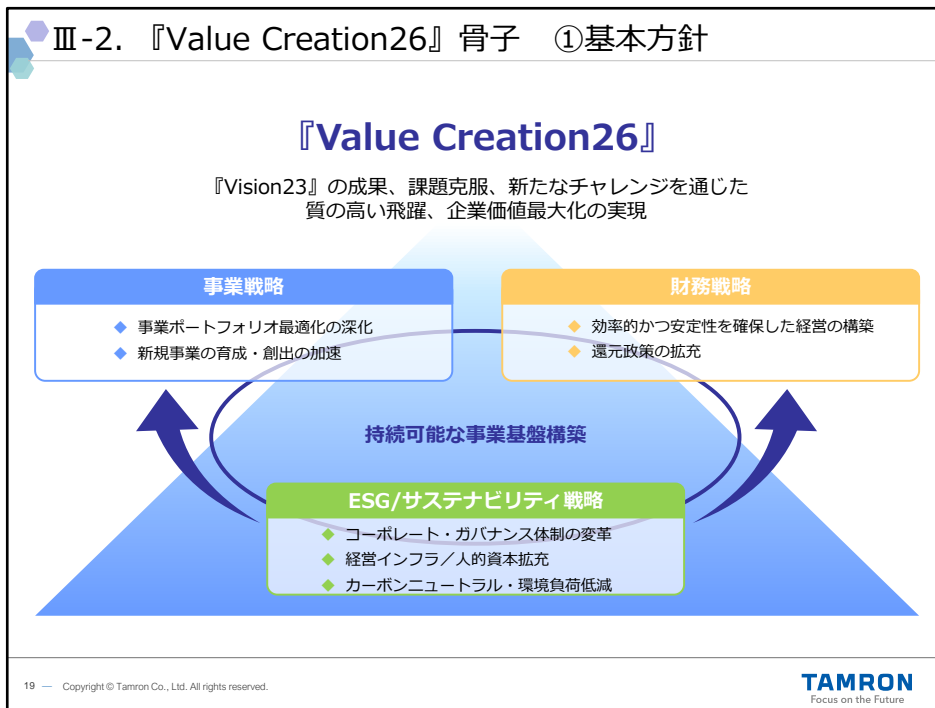 Ⅲ-2. 『Value Creation26』骨子　①基本方針
『Value Creation26』
『Vision23』の成果、課題克服、新たなチャレンジを通じた
質の高い飛躍、企業価値最大化の実現
事業戦略
◆ 事業ポートフォリオ最適化の深化
◆ 新規事業の育成・創出の加速
財務戦略
◆ 効率的かつ安定性を確保した経営の構築
◆ 還元政策の拡充
持続可能な事業基盤構築
ESG/サステナビリティ戦略
◆ コーポレート・ガバナンス体制の変革
◆ 経営インフラ／人的資本拡充
◆ カーボンニュートラル・環境負荷低減
19 — Copyright © Tamron Co., Ltd. All rights reserved.
TAMRON
Focus on the Future